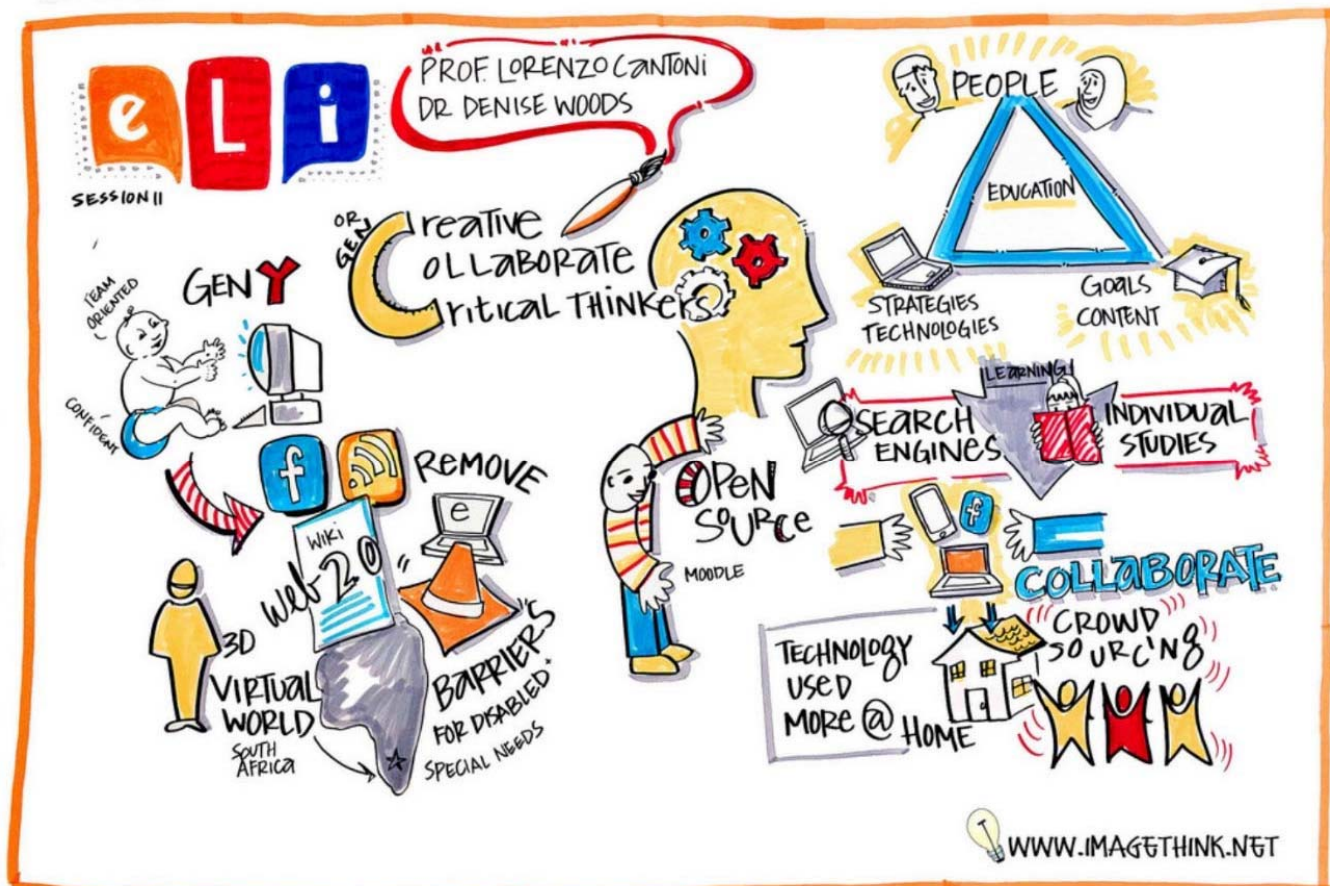 eLi
SESSION II
PROF. LORENZO CANTONI
DR DENISE WOODS
OR
GEN
Creative
COLLABORATE
Critical THINKERS
TEAM
ORIENTED
GEN Y
CONFIDENT
f
WIKI
Web 2.0
REMOVE
e
BARRIERS
FOR DISABLED.
SPECIAL NEEDS
3D
VIRTUAL
WORLD
SOUTH
AFRICA
OPEN
SOURCE
MOODLE
PEOPLE
EDUCATION
STRATEGIES
TECHNOLOGIES
GOALS
CONTENT
LEARNING
SEARCH
ENGINES
INDIVIDUAL
STUDIES
f
COLLABORATE
TECHNOLOGY
USED
MORE @ HOME
CROWD
SOURCING
WWW.IMAGETHINK.NET